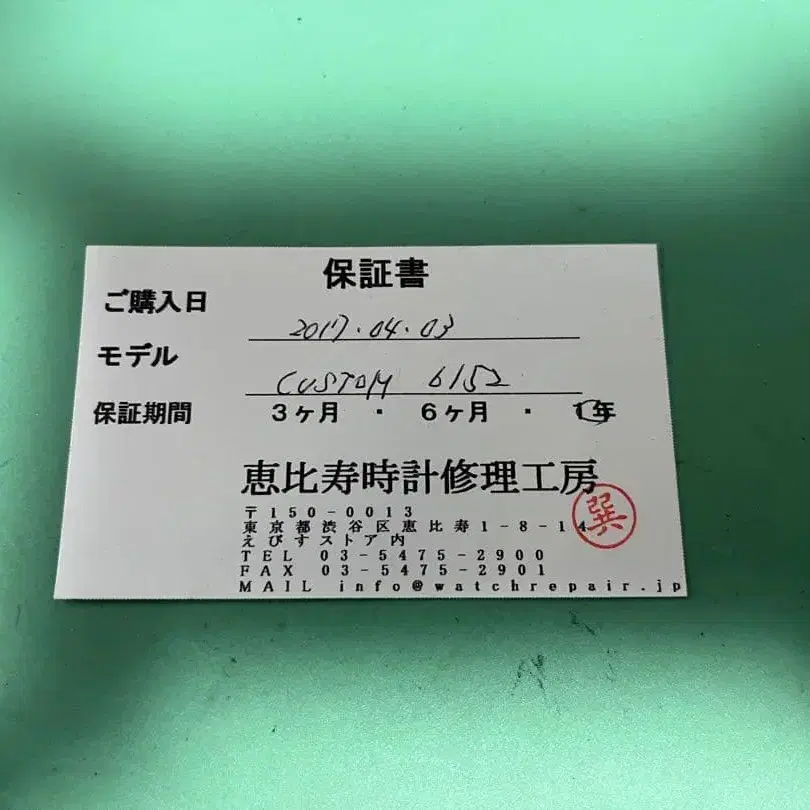 保証書
ご購入日 2017.04.03
モデル CUSTOM 6152
保証期間 3ヶ月 ・ 6ヶ月 ・ 1年
恵比寿時計修理工房
〒150-0013
東京都渋谷区恵比寿1-8-14
えびすストア内
TEL 03-5475-2900
FAX 03-5475-2901
MAIL info@watchrepair.jp
巽